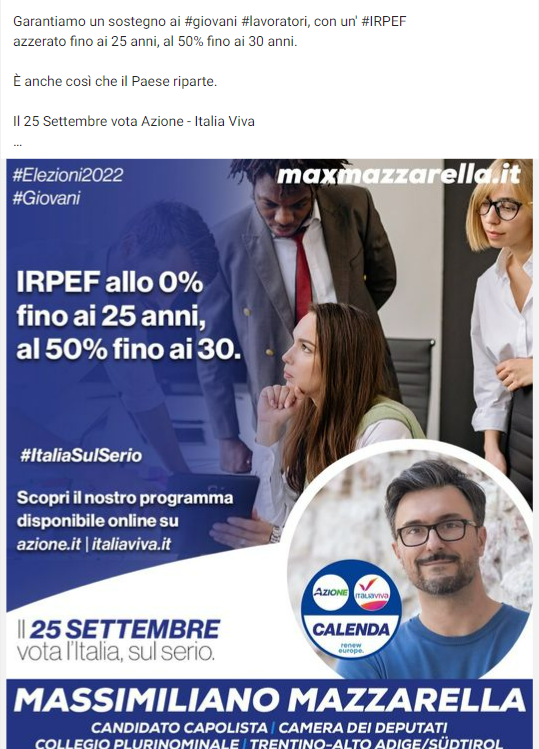 Garantiamo un sostegno ai #giovani #lavoratori, con un' #IRPEF
azzerato fino ai 25 anni, al 50% fino ai 30 anni.
È anche così che il Paese riparte.
Il 25 Settembre vota Azione - Italia Viva
...
#Elezioni2022
#Giovani
maxmazzarella.it
IRPEF allo 0%
fino ai 25 anni,
al 50% fino ai 30.
#ItaliaSulSerio
Scopri il nostro programma
disponibile online su
azione.it | italiaviva.it
AZIONE
ITALIAVIVA
CALENDA
renew
europe.
Il 25 SETTEMBRE
vota l'Italia, sul serio.
MASSIMILIANO MAZZARELLA
CANDIDATO CAPOLISTA | CAMERA DEI DEPUTATI
COLLEGIO PLURINOMINALE | TRENTINO-ALTO ADIGE/SÜDTIROL